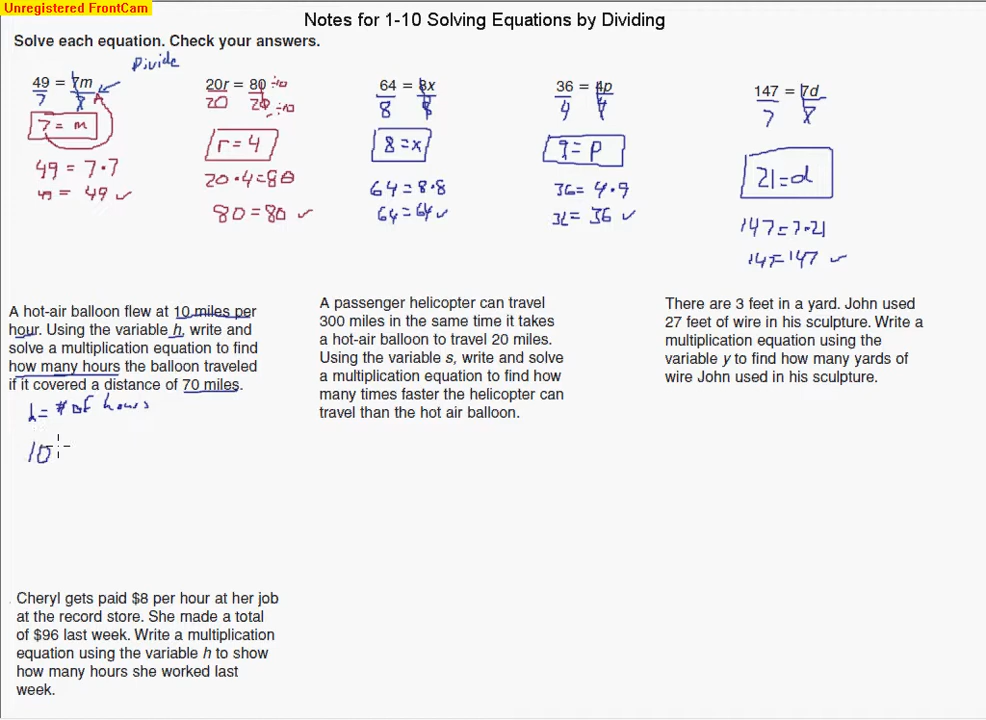 Unregistered FrontCam
Notes for 1-10 Solving Equations by Dividing
Solve each equation. Check your answers.
Divide
49 = 7m
7 7
7 = m
49 = 7·7
49 = 49 ✓
20r = 80 ÷10
20 20 ÷10
r = 4
20·4=80
80=80 ✓
64 = 8x
8 8
8 = x
64=8·8
64=64 ✓
36 = 4p
4 4
9 = p
36= 4·9
36= 36 ✓
147 = 7d
7 7
21=d
147=7·21
147=147 ✓
A hot-air balloon flew at 10 miles per
hour. Using the variable h, write and
solve a multiplication equation to find
how many hours the balloon traveled
if it covered a distance of 70 miles.
h= # of hours
10
A passenger helicopter can travel
300 miles in the same time it takes
a hot-air balloon to travel 20 miles.
Using the variable s, write and solve
a multiplication equation to find how
many times faster the helicopter can
travel than the hot air balloon.
There are 3 feet in a yard. John used
27 feet of wire in his sculpture. Write a
multiplication equation using the
variable y to find how many yards of
wire John used in his sculpture.
Cheryl gets paid $8 per hour at her job
at the record store. She made a total
of $96 last week. Write a multiplication
equation using the variable h to show
how many hours she worked last
week.